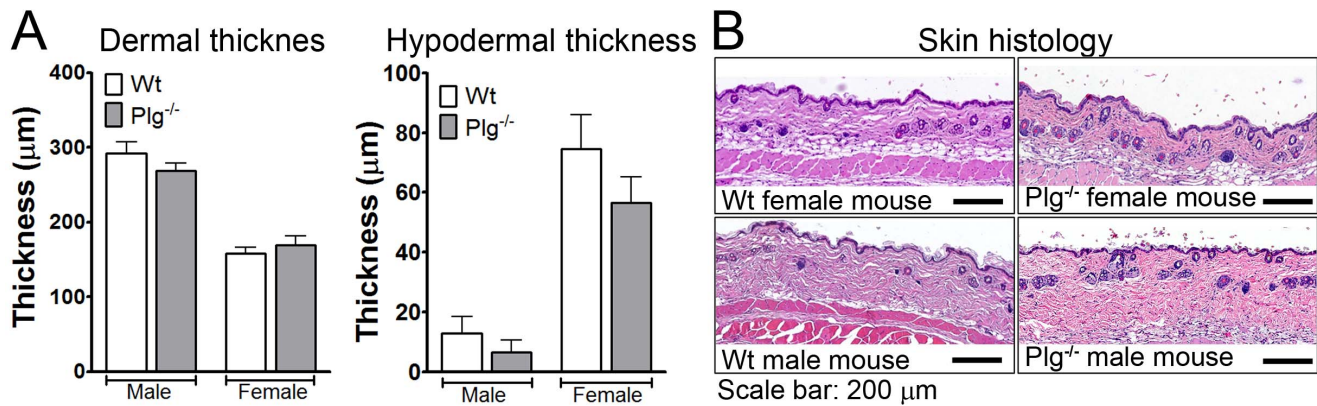 A
Dermal thicknes
Thickness (μm)
400
300
200
100
0
Wt
Plg-/-
Male
Female
Hypodermal thickness
Thickness (μm)
100
80
60
40
20
0
Wt
Plg-/-
Male
Female
B
Skin histology
Wt female mouse
Plg-/- female mouse
Wt male mouse
Plg-/- male mouse
Scale bar: 200 μm